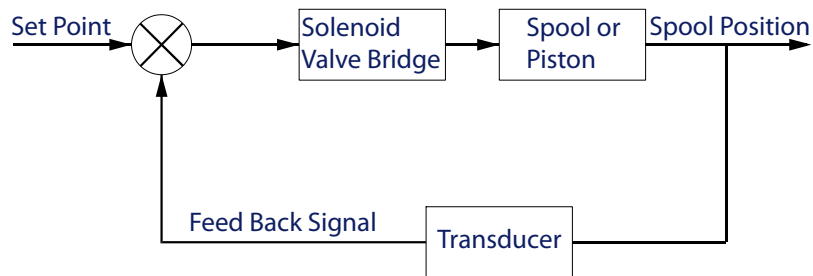 Set Point
Solenoid
Valve Bridge
Spool or
Piston
Spool Position
Feed Back Signal
Transducer